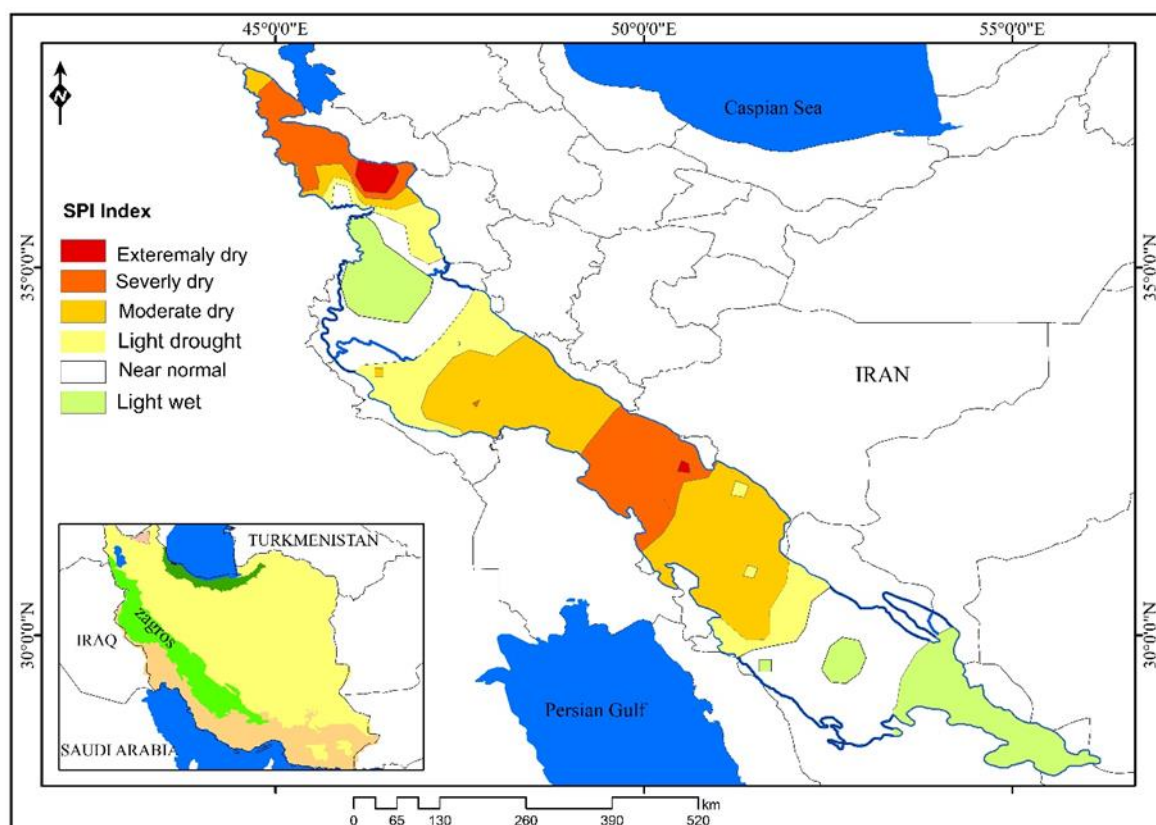 45°0'0"E 50°0'0"E 55°0'0"E
N
Caspian Sea
SPI Index
Exteremaly dry
Severly dry
Moderate dry
Light drought
Near normal
Light wet
35°0'0"N
35°0'0"N
IRAN
30°0'0"N
30°0'0"N
Persian Gulf
TURKMENISTAN
zagros
IRAQ
SAUDI ARABIA
km
0 65 130 260 390 520